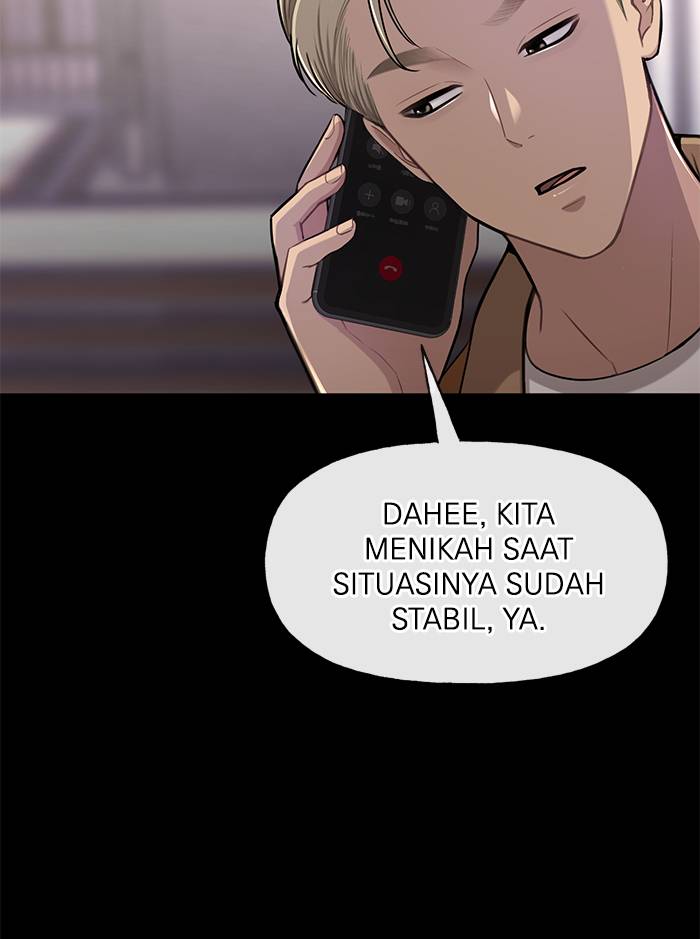 DAHEE, KITA
MENIKAH SAAT
SITUASINYA SUDAH
STABIL, YA.